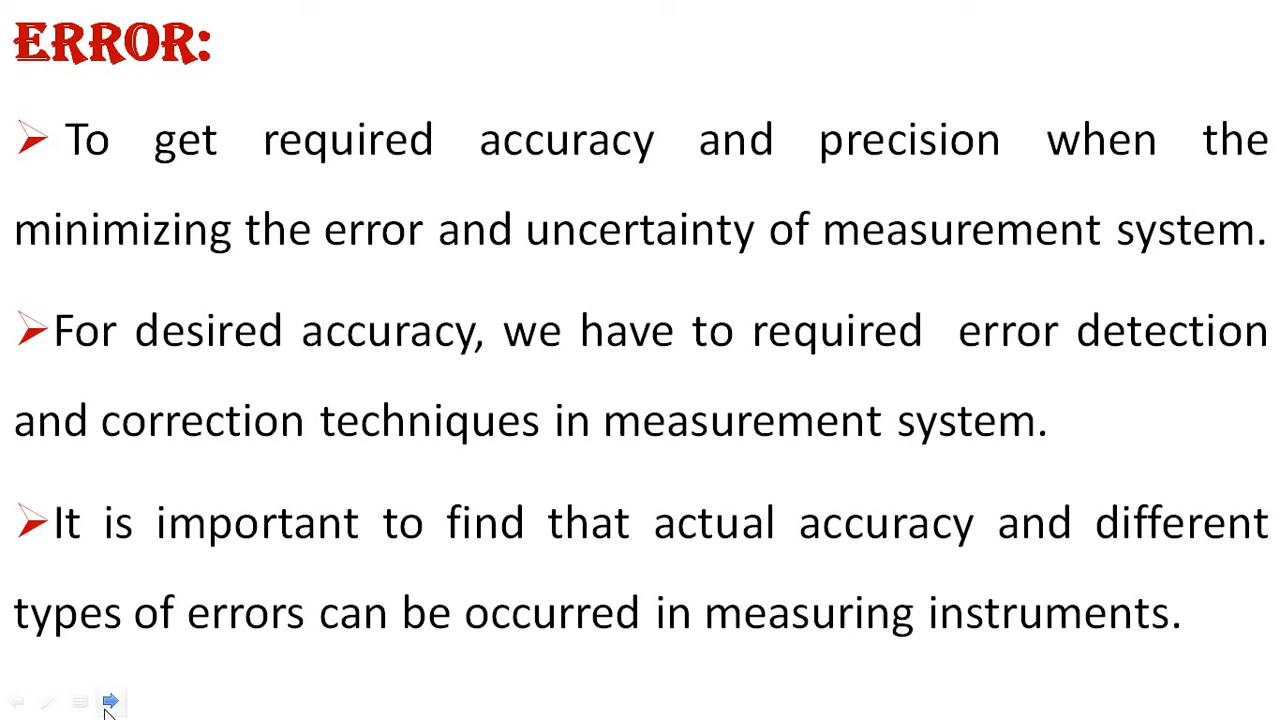 ERROR:
To get required accuracy and precision when the
minimizing the error and uncertainty of measurement system.
For desired accuracy, we have to required error detection
and correction techniques in measurement system.
It is important to find that actual accuracy and different
types of errors can be occurred in measuring instruments.